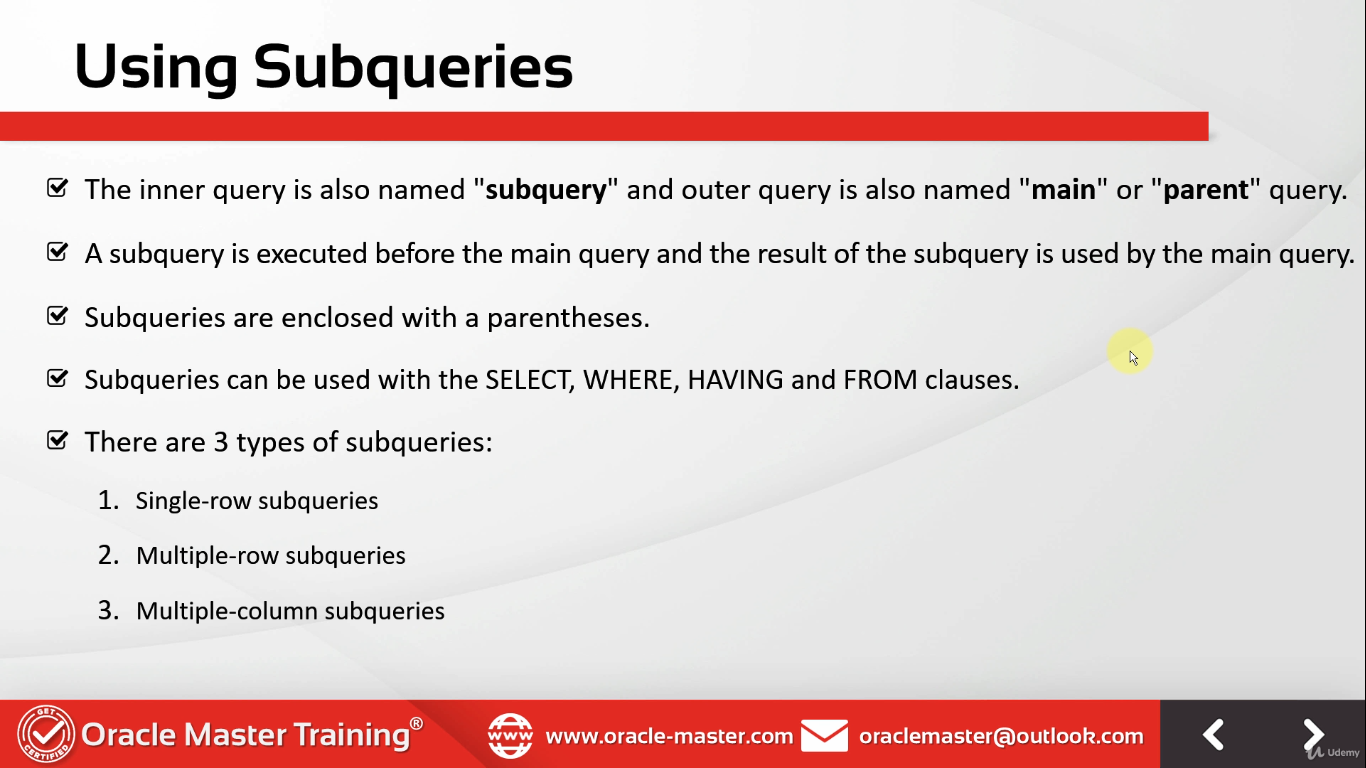 Using Subqueries
The inner query is also named "subquery" and outer query is also named "main" or "parent" query.
A subquery is executed before the main query and the result of the subquery is used by the main query.
Subqueries are enclosed with a parentheses.
Subqueries can be used with the SELECT, WHERE, HAVING and FROM clauses.
There are 3 types of subqueries:
1. Single-row subqueries
2. Multiple-row subqueries
3. Multiple-column subqueries
GET
CERTIFIED
Oracle Master Training®
www
www.oracle-master.com
oraclemaster@outlook.com
Udemy